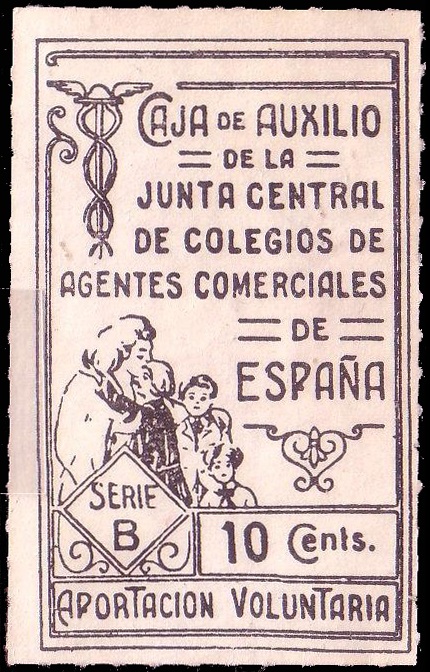 CAJA DE AUXILIO
DE LA
JUNTA CENTRAL
DE COLEGIOS DE
AGENTES COMERCIALES
DE
ESPAÑA
SERIE
B
10 Cents.
APORTACION VOLUNTARIA